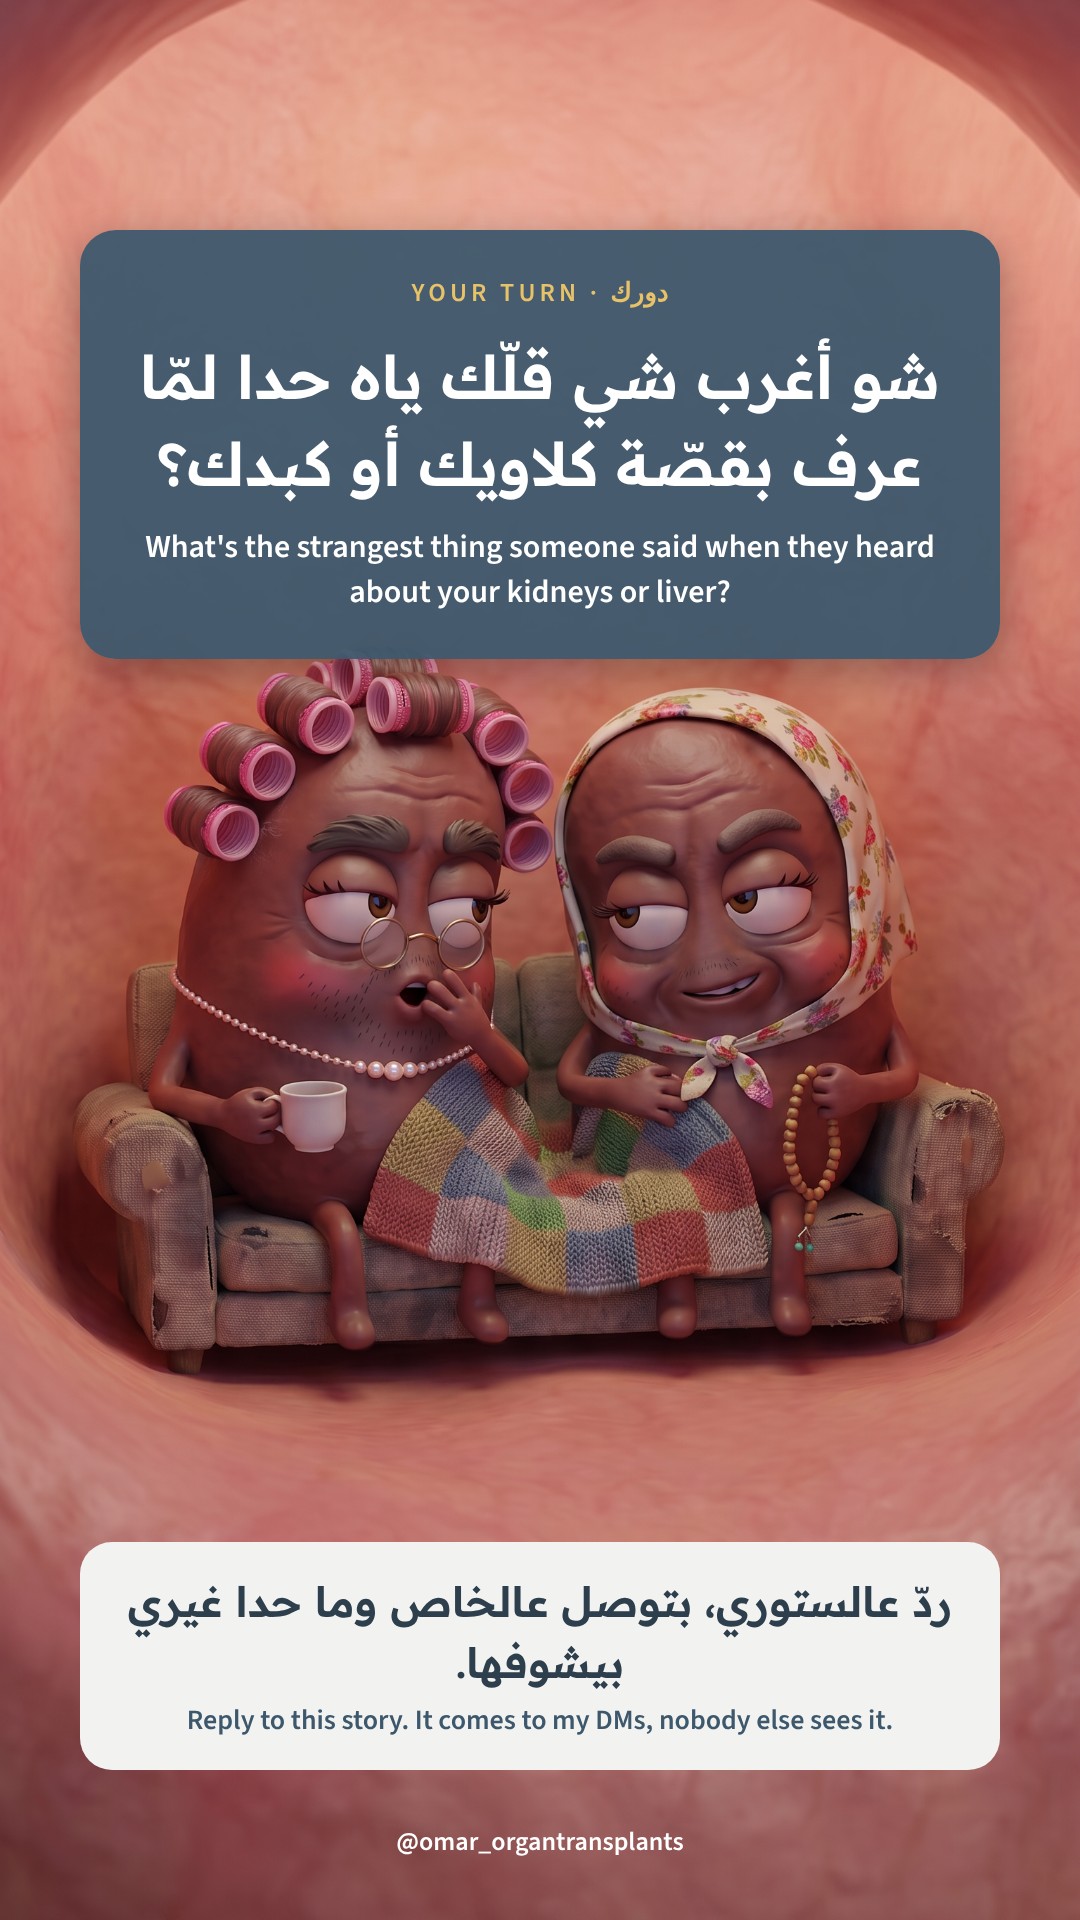 YOUR TURN · دورك
شو أغرب شي قلّك ياه حدا لمّا
عرف بقصّة كلاويك أو كبدك؟
What's the strangest thing someone said when they heard
about your kidneys or liver?
ردّ عالستوري، بتوصل عالخاص وما حدا غيري
بيشوفها.
Reply to this story. It comes to my DMs, nobody else sees it.
@omar_organtransplants